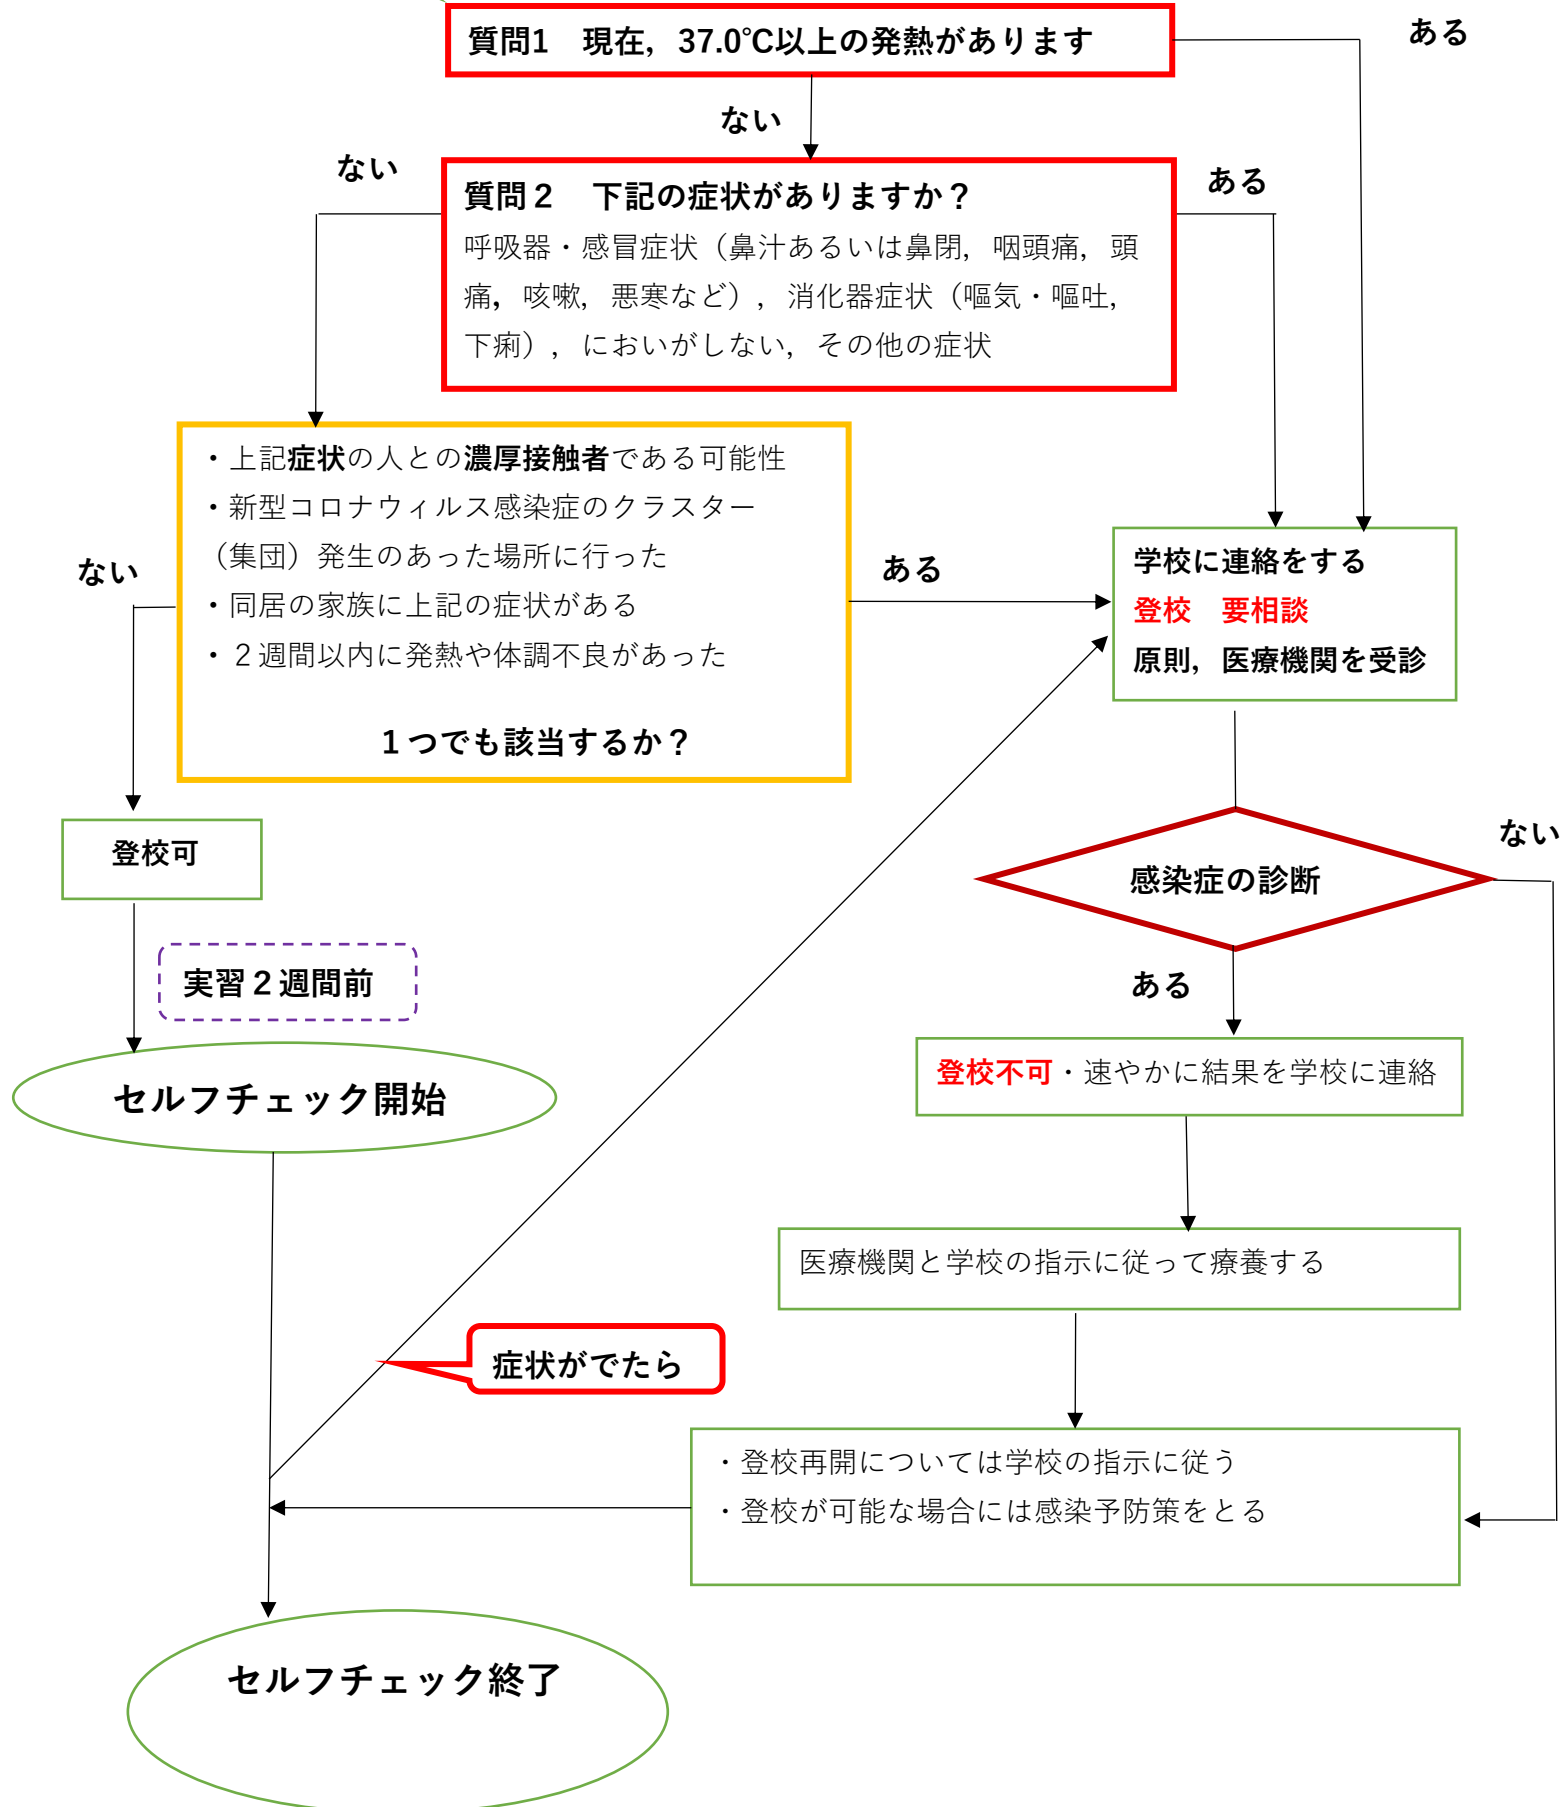 質問1　現在，37.0℃以上の発熱があります
ある
ない
ない
質問２　下記の症状がありますか？
ある
呼吸器・感冒症状（鼻汁あるいは鼻閉，咽頭痛，頭
痛，咳嗽，悪寒など），消化器症状（嘔気・嘔吐，
下痢），においがしない，その他の症状
・上記症状の人との濃厚接触者である可能性
・新型コロナウィルス感染症のクラスター
（集団）発生のあった場所に行った
・同居の家族に上記の症状がある
・２週間以内に発熱や体調不良があった
１つでも該当するか？
ない
ある
学校に連絡をする
登校　要相談
原則，医療機関を受診
登校可
感染症の診断
ない
実習２週間前
ある
セルフチェック開始
登校不可・速やかに結果を学校に連絡
医療機関と学校の指示に従って療養する
症状がでたら
・登校再開については学校の指示に従う
・登校が可能な場合には感染予防策をとる
セルフチェック終了